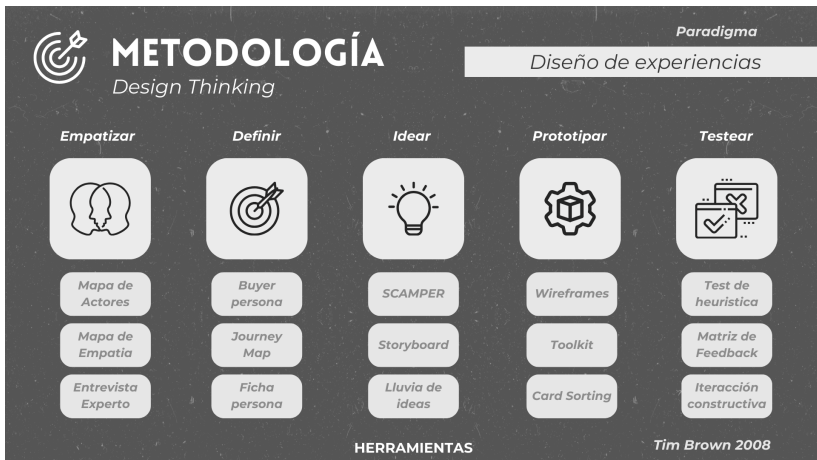 Paradigma
METODOLOGÍA
Diseño de experiencias
Design Thinking
Empatizar
Definir
Idear
Prototipar
Testear
Mapa de
Actores
Buyer
persona
SCAMPER
Wireframes
Test de
heuristica
Mapa de
Empatia
Journey
Map
Storyboard
Toolkit
Matriz de
Feedback
Entrevista
Experto
Ficha
persona
Lluvia de
ideas
Card Sorting
Iteracción
constructiva
HERRAMIENTAS
Tim Brown 2008